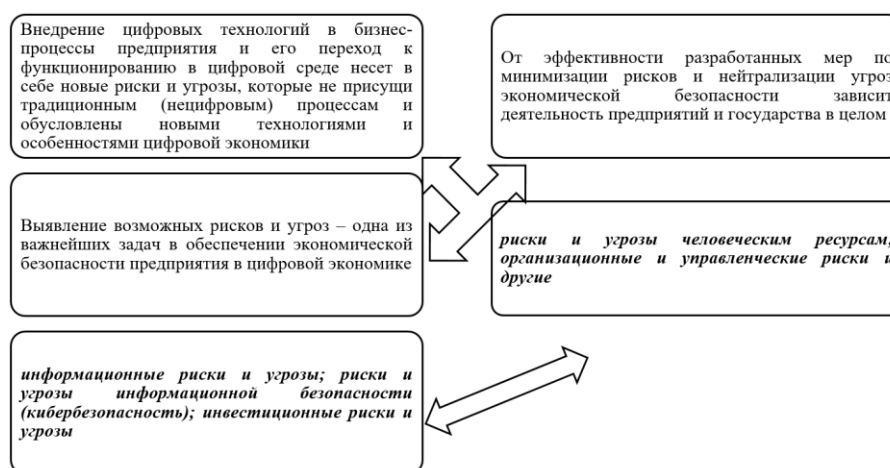 Внедрение цифровых технологий в бизнес-
процессы предприятия и его переход к
функционированию в цифровой среде несет в
себе новые риски и угрозы, которые не присущи
традиционным (нецифровым) процессам и
обусловлены новыми технологиями и
особенностями цифровой экономики
Выявление возможных рисков и угроз – одна из
важнейших задач в обеспечении экономической
безопасности предприятия в цифровой экономике
информационные риски и угрозы; риски и
угрозы информационной безопасности
(кибербезопасность); инвестиционные риски и
угрозы
От эффективности разработанных мер по
минимизации рисков и нейтрализации угроз
экономической безопасности зависит
деятельность предприятий и государства в целом
риски и угрозы человеческим ресурсам,
организационные и управленческие риски и
другие